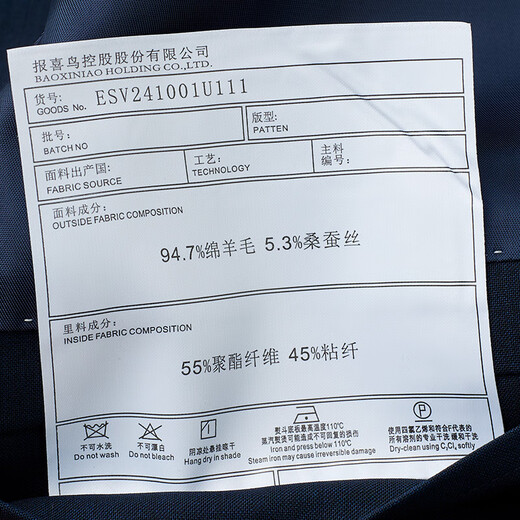 报喜鸟控股股份有限公司
BAOXINIAO HOLDING CO.,LTD.
货号: ESV241001U111
GOODS No.
批号:
BATCH NO
版型:
PATTEN
面料出产国:
FABRIC SOURCE
工艺:
TECHNOLOGY
主料
编号:
面料成分:
OUTSIDE FABRIC COMPOSITION
94.7%绵羊毛 5.3%桑蚕丝
里料成分:
INSIDE FABRIC COMPOSITION
55%聚酯纤维 45%粘纤
不可水洗
Do not wash
不可漂白
Do not bleach
阴凉处悬挂晾干
Hang dry in shade
110℃
熨斗底板最高温度110℃
蒸汽熨烫可能造成不可回复的损伤
Iron and press below 110℃
Steam iron may cause irreversable damage
P
使用四氯乙烯和符合F代表的
所有溶剂的专业干洗 缓和干洗
Dry-clean using C₂Cl₄ softly